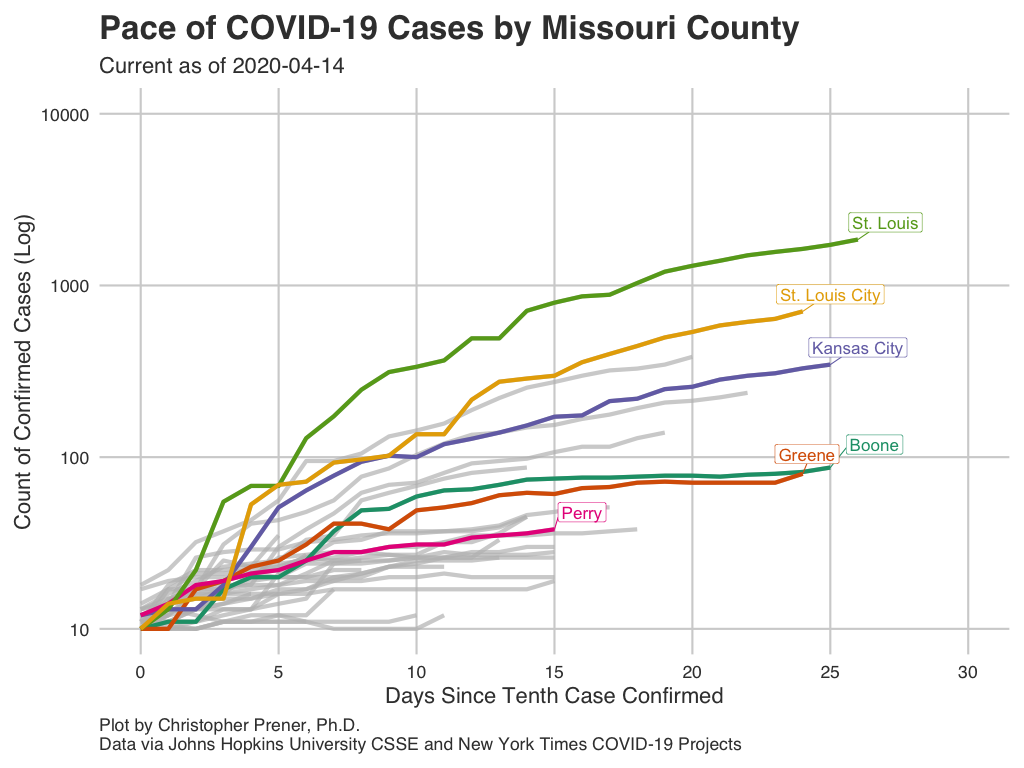 Pace of COVID-19 Cases by Missouri County
Current as of 2020-04-14
Count of Confirmed Cases (Log)
10000
1000
100
10
St. Louis
St. Louis City
Kansas City
Boone
Greene
Perry
0 5 10 15 20 25 30
Days Since Tenth Case Confirmed
Plot by Christopher Prener, Ph.D.
Data via Johns Hopkins University CSSE and New York Times COVID-19 Projects